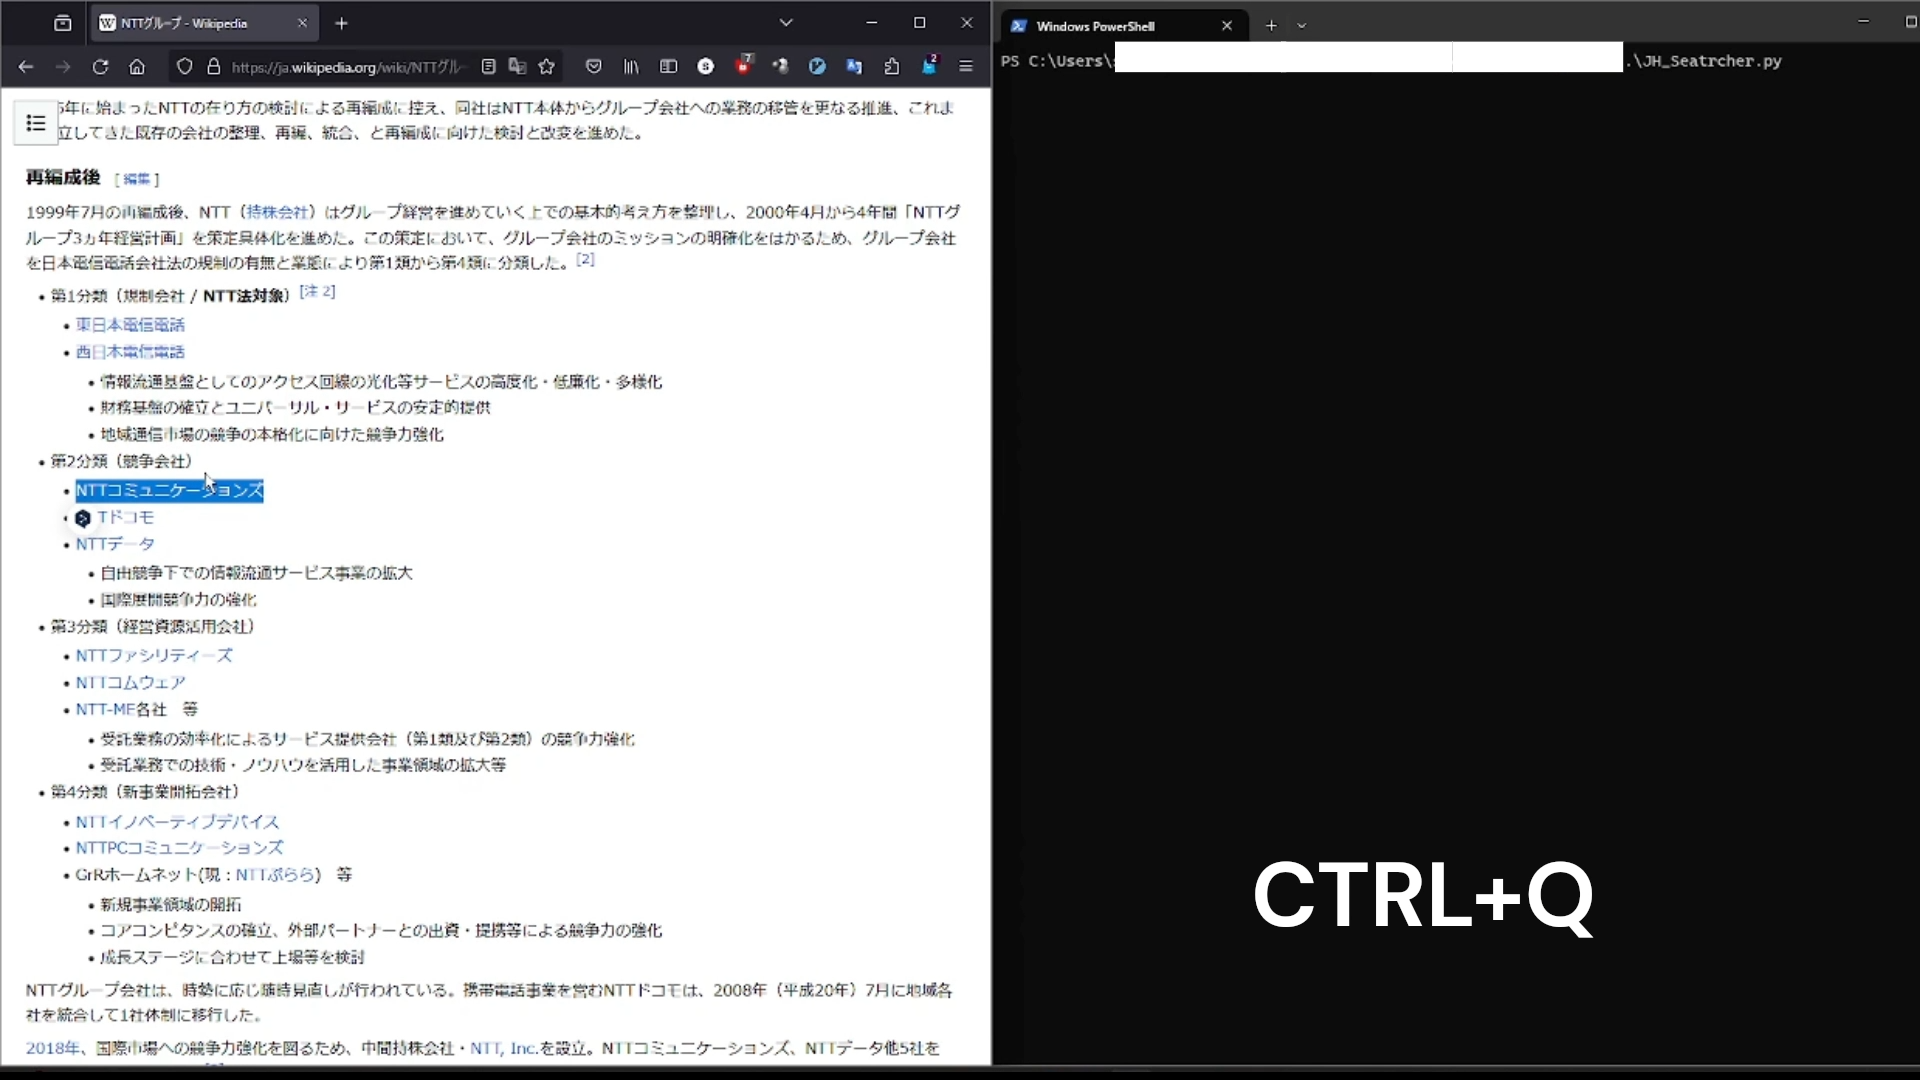 NTTグループ - Wikipedia
https://ja.wikipedia.org/wiki/NTTグル
7
2
5年に始まったNTTの在り方の検討による再編成に控え、同社はNTT本体からグループ会社への業務の移管を更なる推進、これま
立してきた既存の会社の整理、再編、統合、と再編成に向けた検討と改変を進めた。
再編成後 [編集]
1999年7月の再編成後、NTT（持株会社）はグループ経営を進めていく上での基本的考え方を整理し、2000年4月から4年間「NTTグ
ループ3ヵ年経営計画」を策定具体化を進めた。この策定において、グループ会社のミッションの明確化をはかるため、グループ会社
を日本電信電話会社法の規制の有無と業態により第1類から第4類に分類した。[2]
• 第1分類（規制会社 / NTT法対象）[注 2]
• 東日本電信電話
• 西日本電信電話
• 情報流通基盤としてのアクセス回線の光化等サービスの高度化・低廉化・多様化
• 財務基盤の確立とユニバーサル・サービスの安定的提供
• 地域通信市場の競争の本格化に向けた競争力強化
• 第2分類（競争会社）
• NTTコミュニケーションズ
• Tドコモ
• NTTデータ
• 自由競争下での情報流通サービス事業の拡大
• 国際展開競争力の強化
• 第3分類（経営資源活用会社）
• NTTファシリティーズ
• NTTコムウェア
• NTT-ME各社　等
• 受託業務の効率化によるサービス提供会社（第1類及び第2類）の競争力強化
• 受託業務での技術・ノウハウを活用した事業領域の拡大等
• 第4分類（新事業開拓会社）
• NTTイノベーティブデバイス
• NTTPCコミュニケーションズ
• GrRホームネット(現：NTTぷらら)　等
• 新規事業領域の開拓
• コアコンピタンスの確立、外部パートナーとの出資・提携等による競争力の強化
• 成長ステージに合わせて上場等を検討
NTTグループ会社は、時勢に応じ随時見直しが行われている。携帯電話事業を営むNTTドコモは、2008年（平成20年）7月に地域各
社を統合して1社体制に移行した。
2018年、国際市場への競争力強化を図るため、中間持株会社・NTT, Inc.を設立。NTTコミュニケーションズ、NTTデータ他5社を
Windows PowerShell
PS C:\Users\ .\JH_Seatrcher.py
CTRL+Q